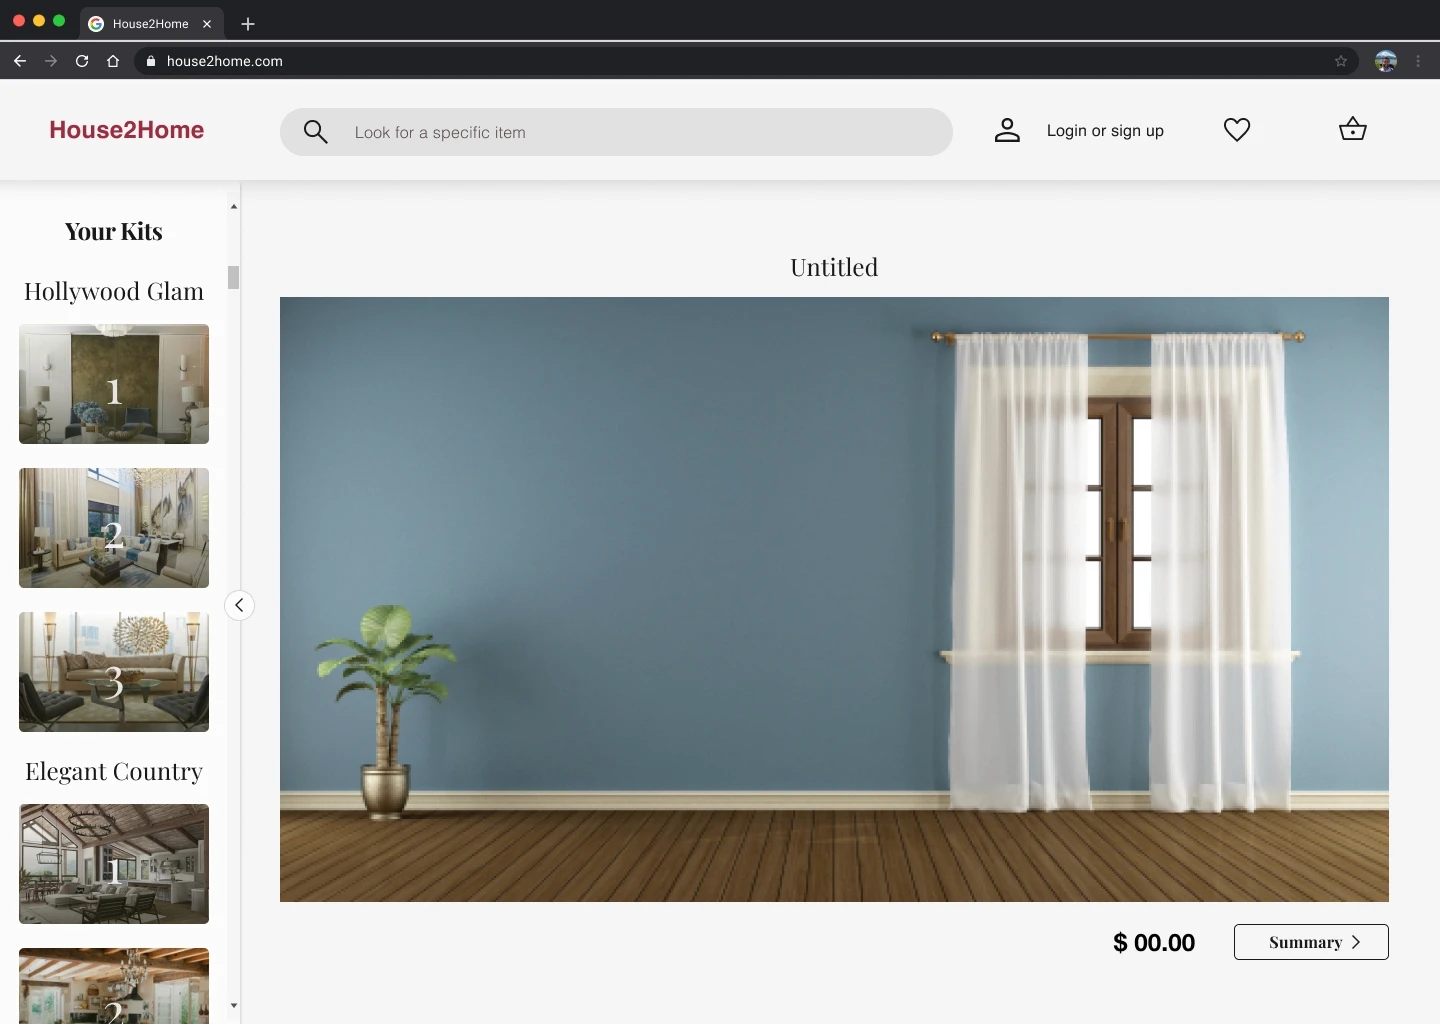 House2Home
house2home.com
House2Home
Look for a specific item
Login or sign up
Your Kits
Hollywood Glam
1
2
3
Elegant Country
1
2
Untitled
$ 00.00
Summary